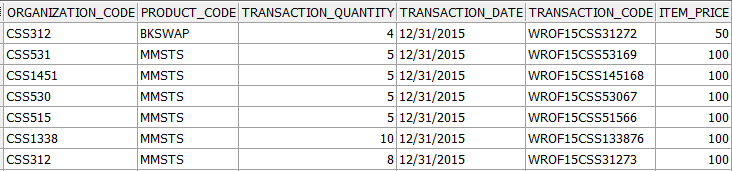 ORGANIZATION_CODE PRODUCT_CODE TRANSACTION_QUANTITY TRANSACTION_DATE TRANSACTION_CODE ITEM_PRICE
CSS312 BKSWAP 4 12/31/2015 WROF15CSS31272 50
CSS531 MMSTS 5 12/31/2015 WROF15CSS53169 100
CSS1451 MMSTS 5 12/31/2015 WROF15CSS145168 100
CSS530 MMSTS 5 12/31/2015 WROF15CSS53067 100
CSS515 MMSTS 5 12/31/2015 WROF15CSS51566 100
CSS1338 MMSTS 10 12/31/2015 WROF15CSS133876 100
CSS312 MMSTS 8 12/31/2015 WROF15CSS31273 100